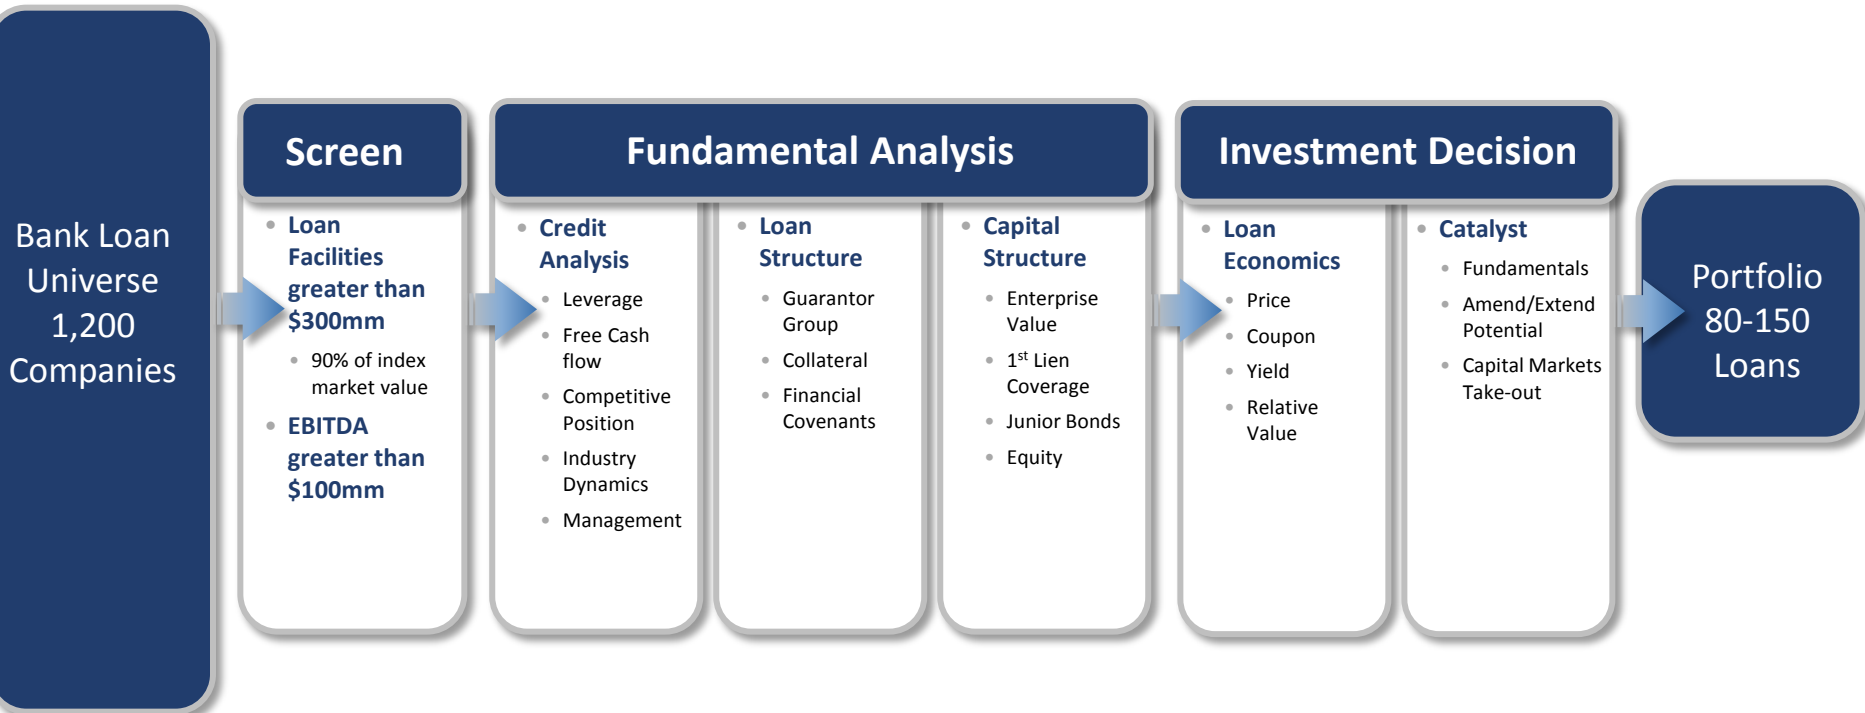 Bank Loan
Universe
1,200
Companies
Screen
• Loan
Facilities
greater than
$300mm
• 90% of index
market value
• EBITDA
greater than
$100mm
Fundamental Analysis
• Credit
Analysis
• Leverage
• Free Cash
flow
• Competitive
Position
• Industry
Dynamics
• Management
• Loan
Structure
• Guarantor
Group
• Collateral
• Financial
Covenants
• Capital
Structure
• Enterprise
Value
• 1st Lien
Coverage
• Junior Bonds
• Equity
Investment Decision
• Loan
Economics
• Price
• Coupon
• Yield
• Relative
Value
• Catalyst
• Fundamentals
• Amend/Extend
Potential
• Capital Markets
Take-out
Portfolio
80-150
Loans